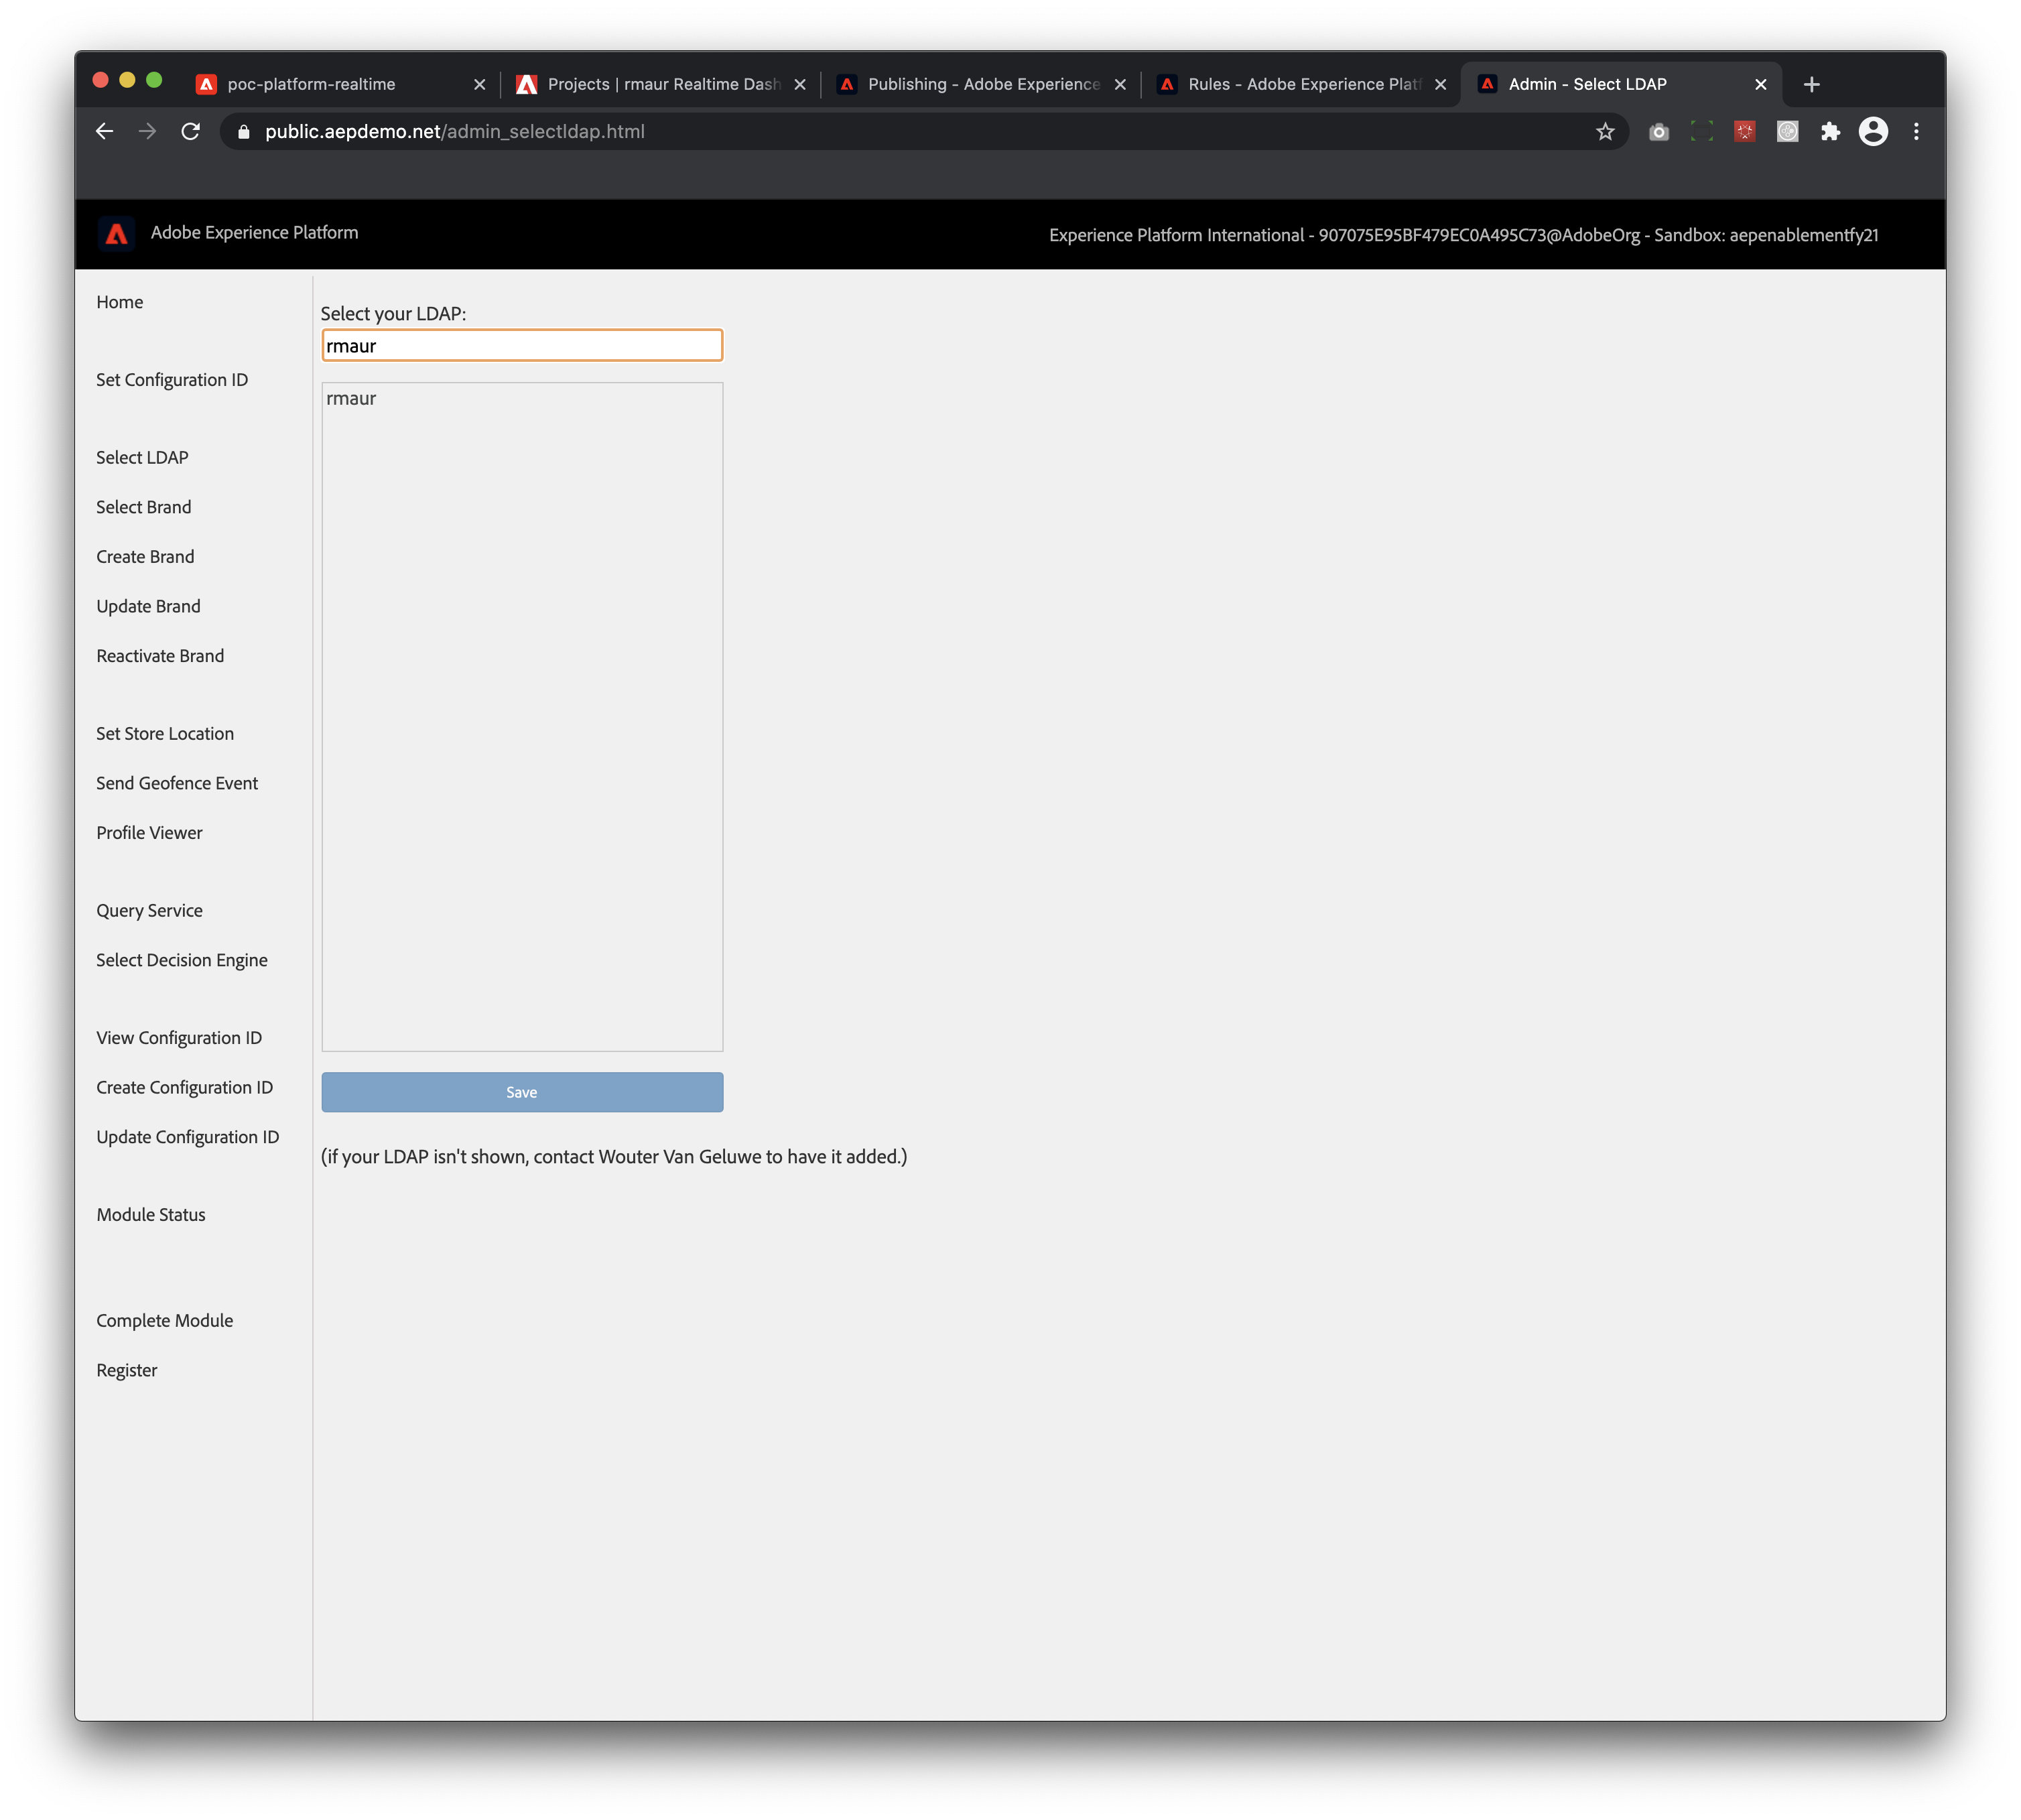 poc-platform-realtime
Projects | rmaur Realtime Dash
Publishing - Adobe Experience
Rules - Adobe Experience Platf
Admin - Select LDAP
public.aepdemo.net/admin_selectldap.html
Adobe Experience Platform
Experience Platform International - 907075E95BF479EC0A495C73@AdobeOrg - Sandbox: aepenablementfy21
Home
Set Configuration ID
Select LDAP
Select Brand
Create Brand
Update Brand
Reactivate Brand
Set Store Location
Send Geofence Event
Profile Viewer
Query Service
Select Decision Engine
View Configuration ID
Create Configuration ID
Update Configuration ID
Module Status
Complete Module
Register
Select your LDAP:
rmaur
rmaur
Save
(if your LDAP isn't shown, contact Wouter Van Geluwe to have it added.)